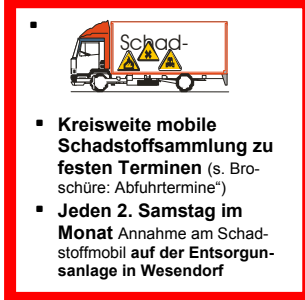 ▪
Schad-
▪ Kreisweite mobile
Schadstoffsammlung zu
festen Terminen (s. Bro-
schüre: Abfuhrtermine“)
▪ Jeden 2. Samstag im
Monat Annahme am Schad-
stoffmobil auf der Entsorgun-
sanlage in Wesendorf